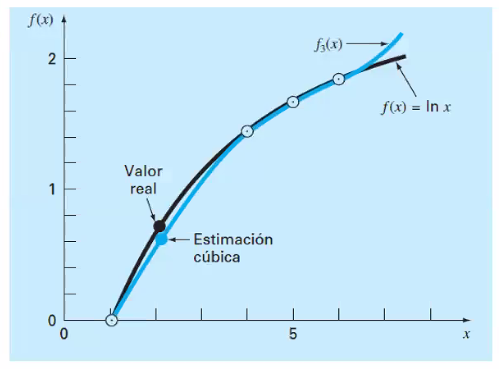 f(x)
f₃(x)
2
f(x) = ln x
Valor
real
1
Estimación
cúbica
0
0
5
x